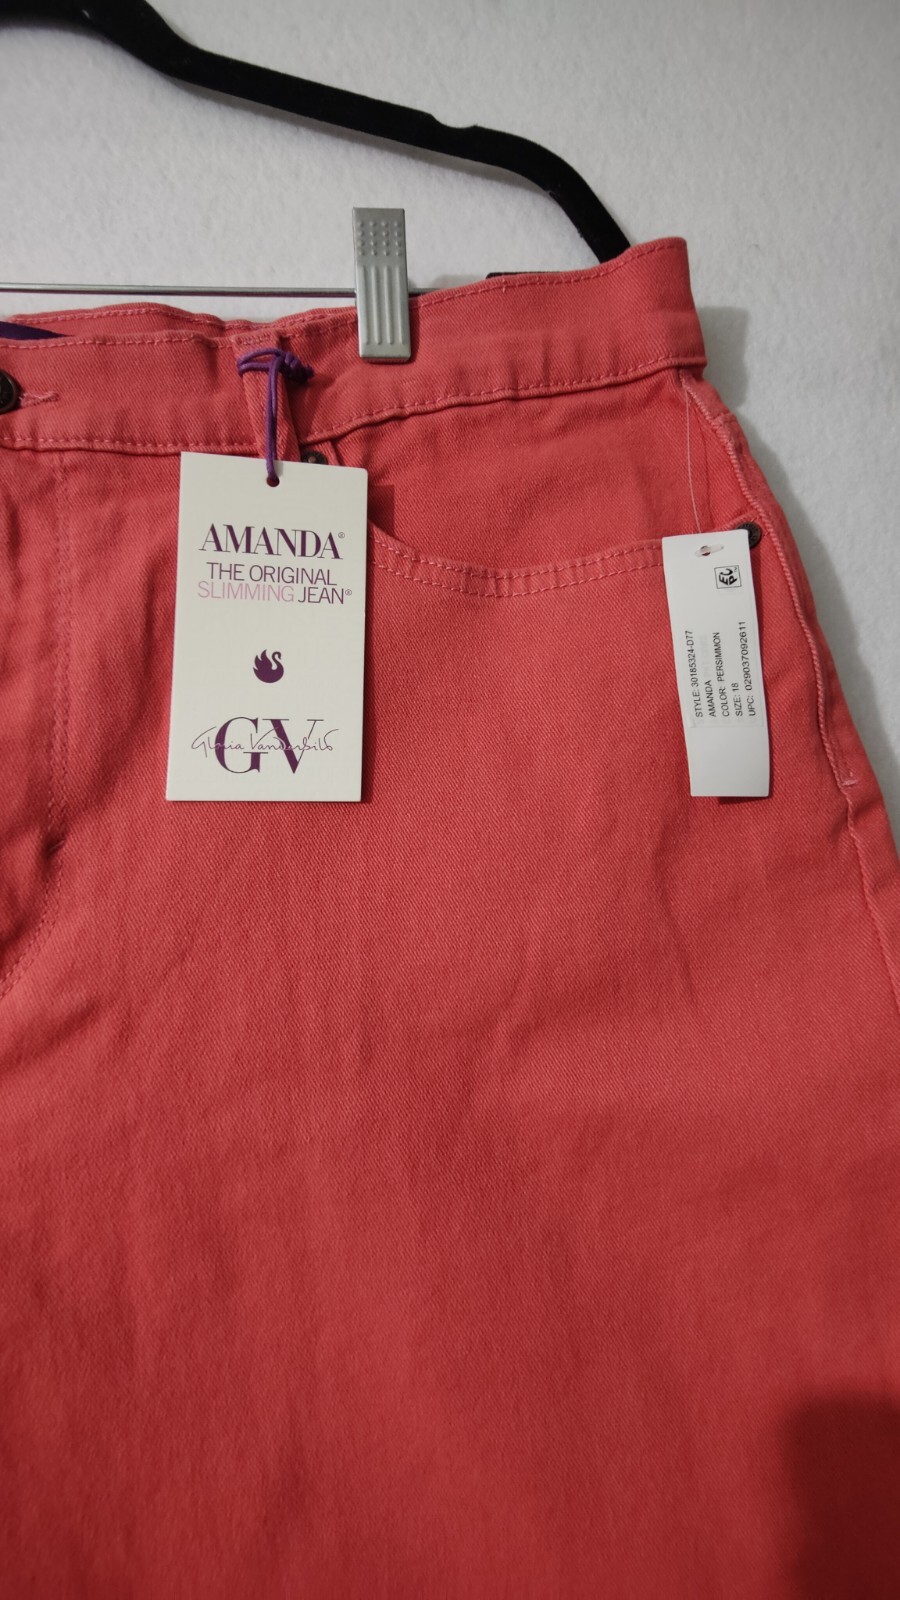 AMANDA®
THE ORIGINAL
SLIMMING JEAN®
GV
Gloria Vanderbilt
STYLE: 30185324-D77
AMANDA
COLOR: PERSIMMON
SIZE: 18
UPC: 029037092611